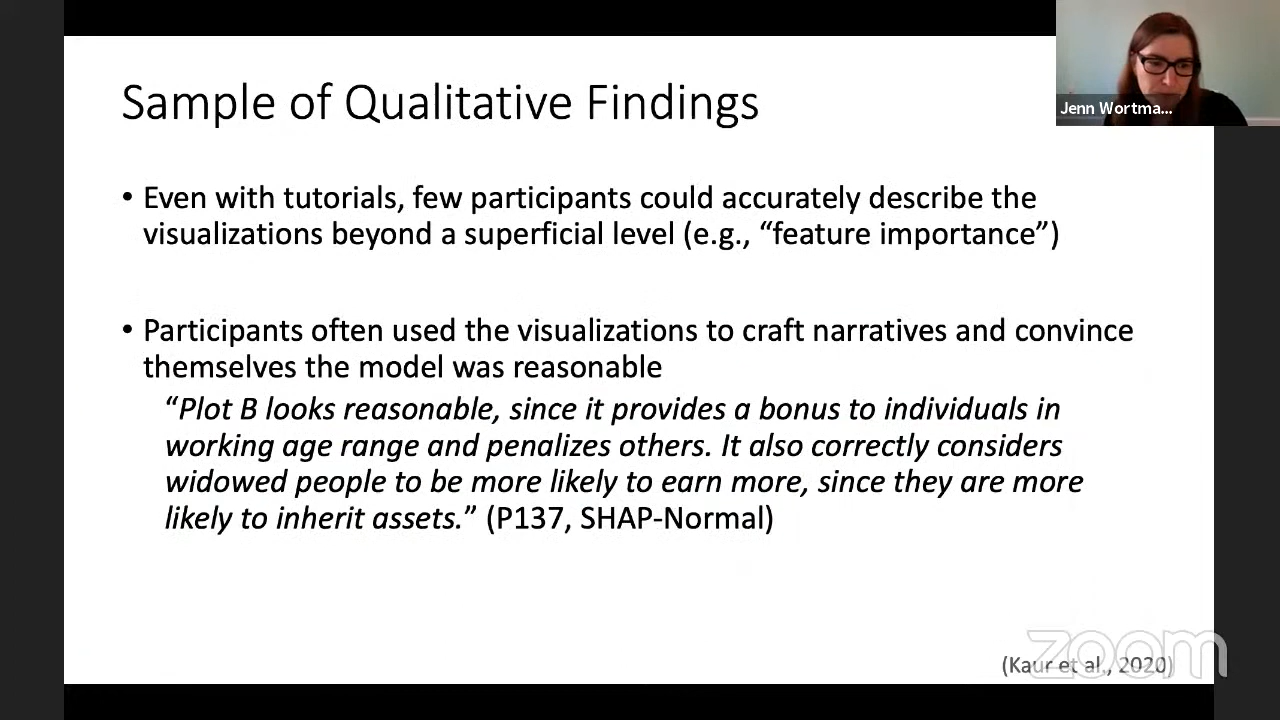 Sample of Qualitative Findings
Jenn Wortma...
• Even with tutorials, few participants could accurately describe the
visualizations beyond a superficial level (e.g., “feature importance”)
• Participants often used the visualizations to craft narratives and convince
themselves the model was reasonable
“Plot B looks reasonable, since it provides a bonus to individuals in
working age range and penalizes others. It also correctly considers
widowed people to be more likely to earn more, since they are more
likely to inherit assets.” (P137, SHAP-Normal)
zoom
(Kaur et al., 2020)